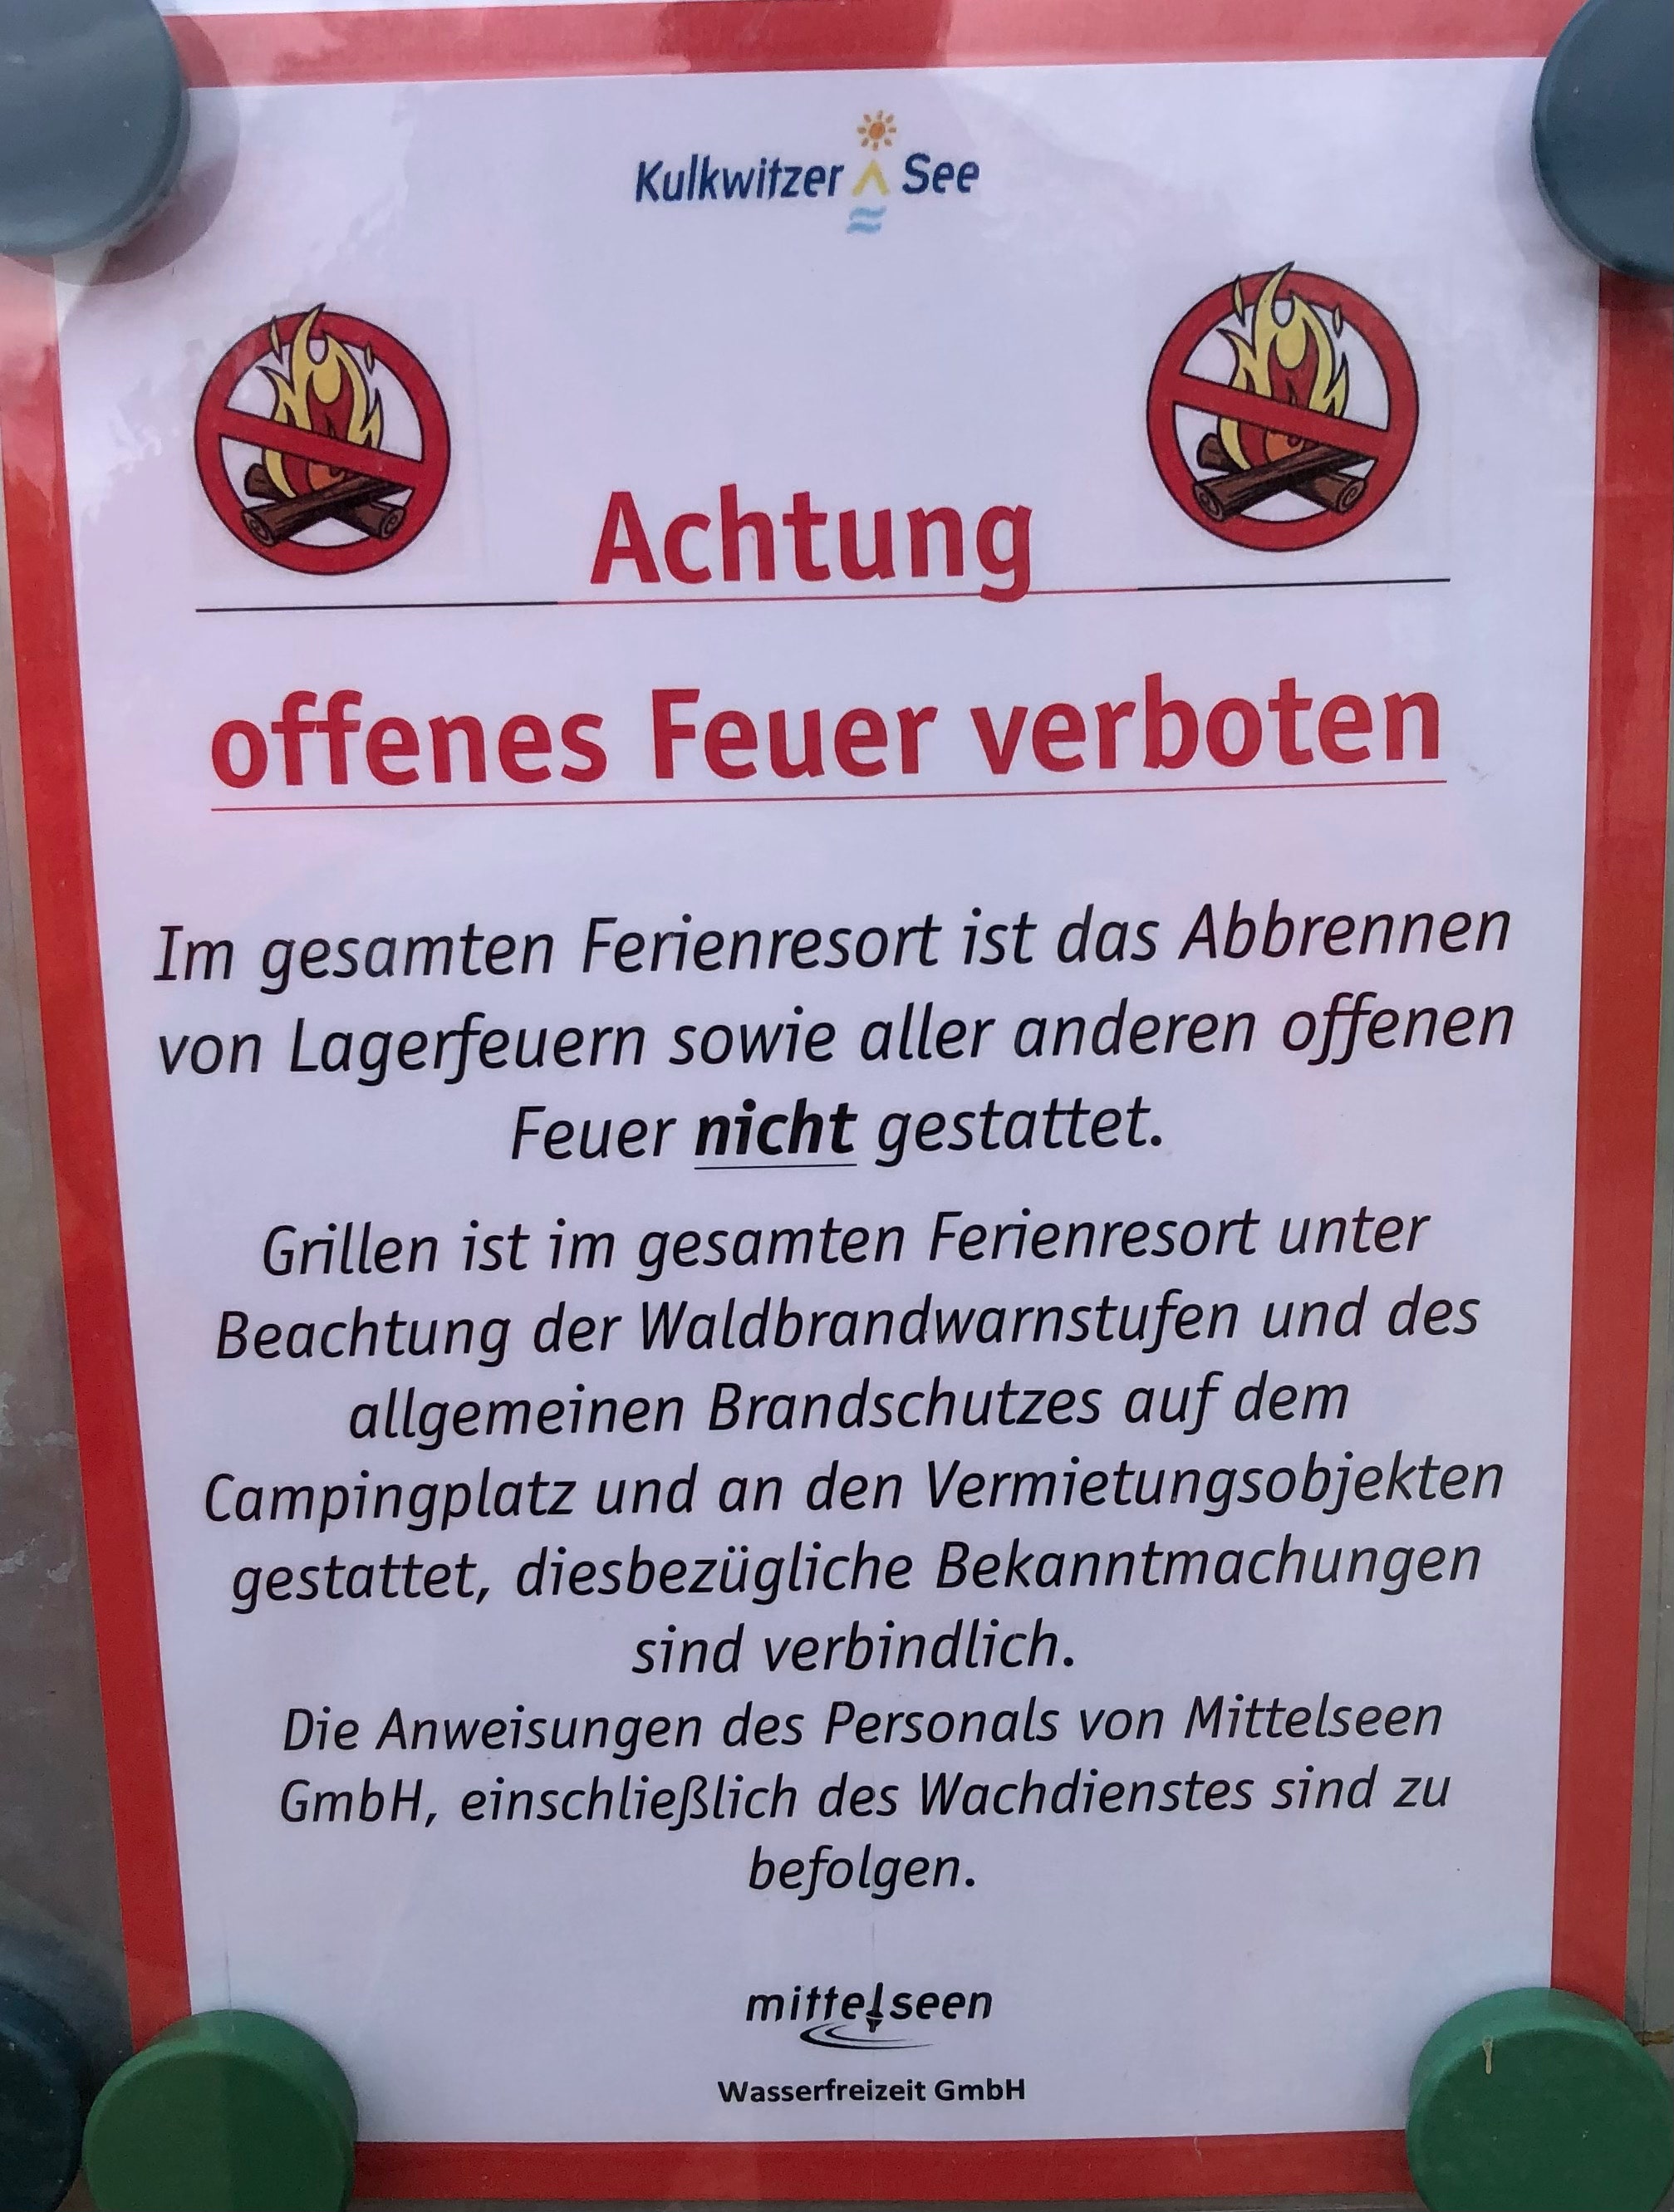 Kulkwitzer See
Achtung
offenes Feuer verboten
Im gesamten Ferienresort ist das Abbrennen
von Lagerfeuern sowie aller anderen offenen
Feuer nicht gestattet.
Grillen ist im gesamten Ferienresort unter
Beachtung der Waldbrandwarnstufen und des
allgemeinen Brandschutzes auf dem
Campingplatz und an den Vermietungsobjekten
gestattet, diesbezügliche Bekanntmachungen
sind verbindlich.
Die Anweisungen des Personals von Mittelseen
GmbH, einschließlich des Wachdienstes sind zu
befolgen.
mittelseen
Wasserfreizeit GmbH